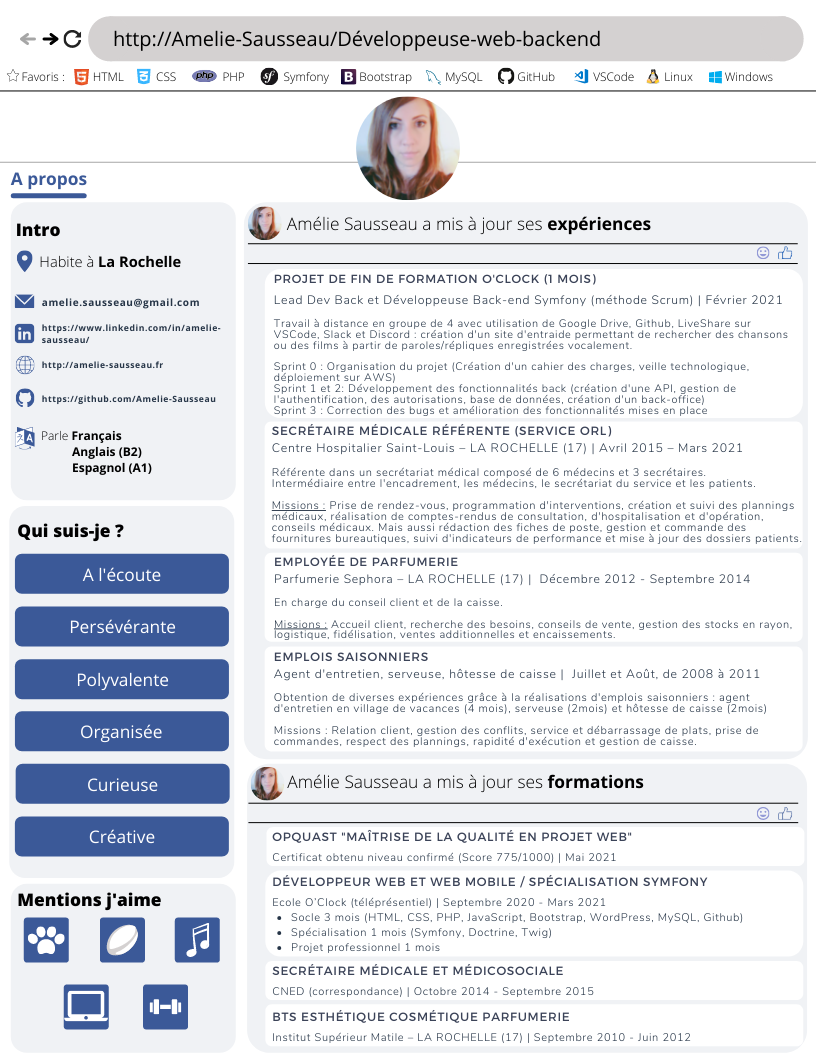 http://Amelie-Sausseau/Développeuse-web-backend
Favoris : HTML CSS php PHP Symfony Bootstrap MySQL GitHub VSCode Linux Windows
A propos
Intro
Habite à La Rochelle
amelie.sausseau@gmail.com
https://www.linkedin.com/in/amelie-
sausseau/
http://amelie-sausseau.fr
https://github.com/Amelie-Sausseau
Parle Français
Anglais (B2)
Espagnol (A1)
Qui suis-je ?
A l'écoute
Persévérante
Polyvalente
Organisée
Curieuse
Créative
Mentions j'aime
Amélie Sausseau a mis à jour ses expériences
PROJET DE FIN DE FORMATION O'CLOCK (1 MOIS)
Lead Dev Back et Développeuse Back-end Symfony (méthode Scrum) | Février 2021
Travail à distance en groupe de 4 avec utilisation de Google Drive, Github, LiveShare sur
VSCode, Slack et Discord : création d'un site d'entraide permettant de rechercher des chansons
ou des films à partir de paroles/répliques enregistrées vocalement.
Sprint 0 : Organisation du projet (Création d'un cahier des charges, veille technologique,
déploiement sur AWS)
Sprint 1 et 2: Développement des fonctionnalités back (création d'une API, gestion de
l'authentification, des autorisations, base de données, création d'un back-office)
Sprint 3 : Correction des bugs et amélioration des fonctionnalités mises en place
SECRÉTAIRE MÉDICALE RÉFÉRENTE (SERVICE ORL)
Centre Hospitalier Saint-Louis – LA ROCHELLE (17) | Avril 2015 – Mars 2021
Référente dans un secrétariat médical composé de 6 médecins et 3 secrétaires.
Intermédiaire entre l'encadrement, les médecins, le secrétariat du service et les patients.
Missions : Prise de rendez-vous, programmation d'interventions, création et suivi des plannings
médicaux, réalisation de comptes-rendus de consultation, d'hospitalisation et d'opération,
conseils médicaux. Mais aussi rédaction des fiches de poste, gestion et commande des
fournitures bureautiques, suivi d'indicateurs de performance et mise à jour des dossiers patients.
EMPLOYÉE DE PARFUMERIE
Parfumerie Sephora – LA ROCHELLE (17) | Décembre 2012 - Septembre 2014
En charge du conseil client et de la caisse.
Missions : Accueil client, recherche des besoins, conseils de vente, gestion des stocks en rayon,
logistique, fidélisation, ventes additionnelles et encaissements.
EMPLOIS SAISONNIERS
Agent d'entretien, serveuse, hôtesse de caisse | Juillet et Août, de 2008 à 2011
Obtention de diverses expériences grâce à la réalisations d'emplois saisonniers : agent
d'entretien en village de vacances (4 mois), serveuse (2mois) et hôtesse de caisse (2mois)
Missions : Relation client, gestion des conflits, service et débarrassage de plats, prise de
commandes, respect des plannings, rapidité d'exécution et gestion de caisse.
Amélie Sausseau a mis à jour ses formations
OPQUAST "MAÎTRISE DE LA QUALITÉ EN PROJET WEB"
Certificat obtenu niveau confirmé (Score 775/1000) | Mai 2021
DÉVELOPPEUR WEB ET WEB MOBILE / SPÉCIALISATION SYMFONY
Ecole O'Clock (téléprésentiel) | Septembre 2020 - Mars 2021
• Socle 3 mois (HTML, CSS, PHP, JavaScript, Bootstrap, WordPress, MySQL, Github)
• Spécialisation 1 mois (Symfony, Doctrine, Twig)
• Projet professionnel 1 mois
SECRÉTAIRE MÉDICALE ET MÉDICOSOCIALE
CNED (correspondance) | Octobre 2014 - Septembre 2015
BTS ESTHÉTIQUE COSMÉTIQUE PARFUMERIE
Institut Supérieur Matile – LA ROCHELLE (17) | Septembre 2010 - Juin 2012